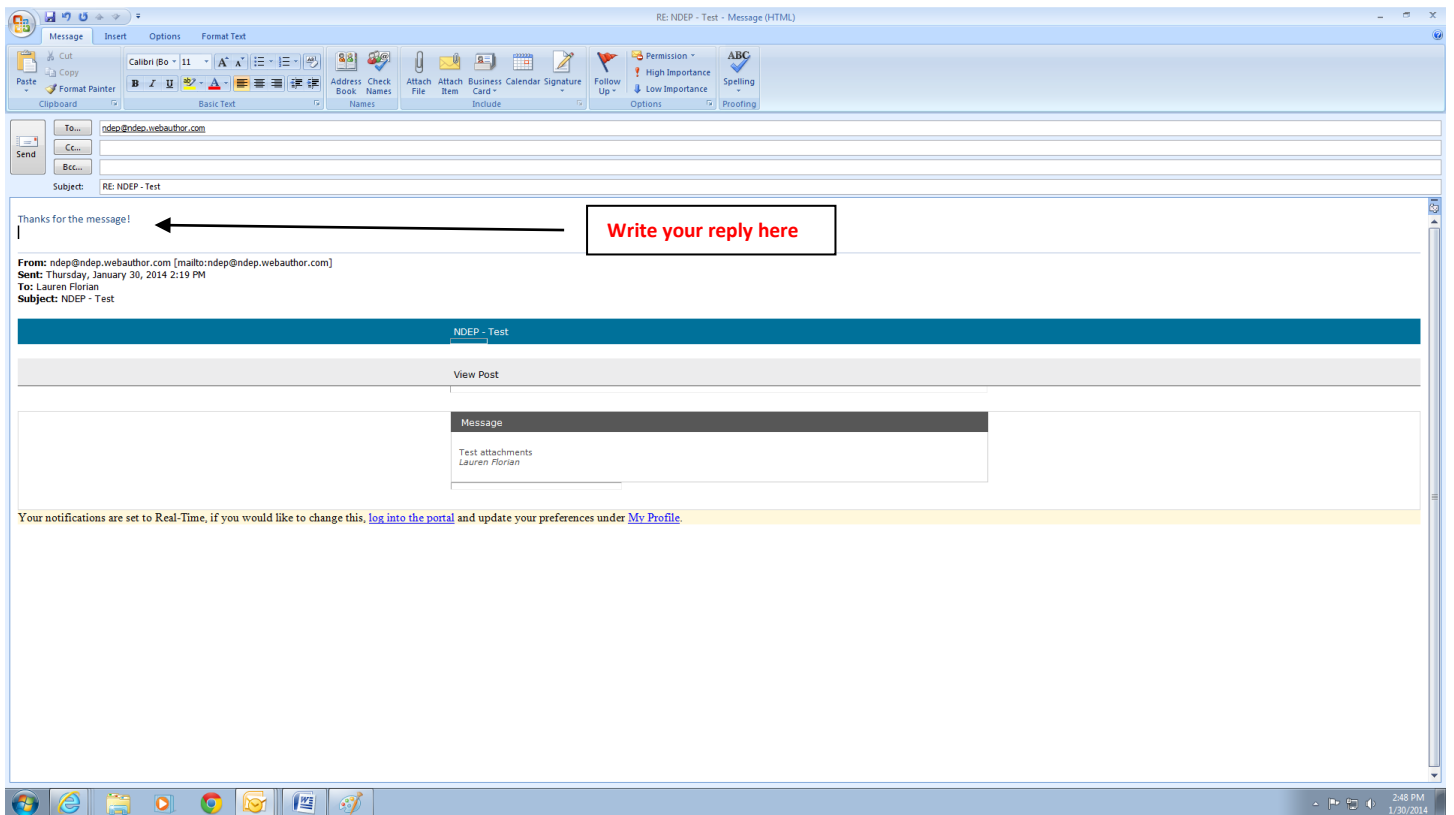 RE: NDEP - Test - Message (HTML)
Message Insert Options Format Text
Cut
Copy
Paste
Format Painter
Clipboard
Calibri (Bo 11
B I U
Basic Text
Address Book
Check Names
Names
Attach File
Attach Item
Business Card
Calendar
Signature
Include
Follow Up
Permission
High Importance
Low Importance
Options
ABC
Spelling
Proofing
Send
To... ndep@ndep.webauthor.com
Cc...
Bcc...
Subject: RE: NDEP - Test
Thanks for the message!
Write your reply here
From: ndep@ndep.webauthor.com [mailto:ndep@ndep.webauthor.com]
Sent: Thursday, January 30, 2014 2:19 PM
To: Lauren Florian
Subject: NDEP - Test
NDEP - Test
View Post
Message
Test attachments
Lauren Florian
Your notifications are set to Real-Time, if you would like to change this, log into the portal and update your preferences under My Profile.
2:48 PM
1/30/2014